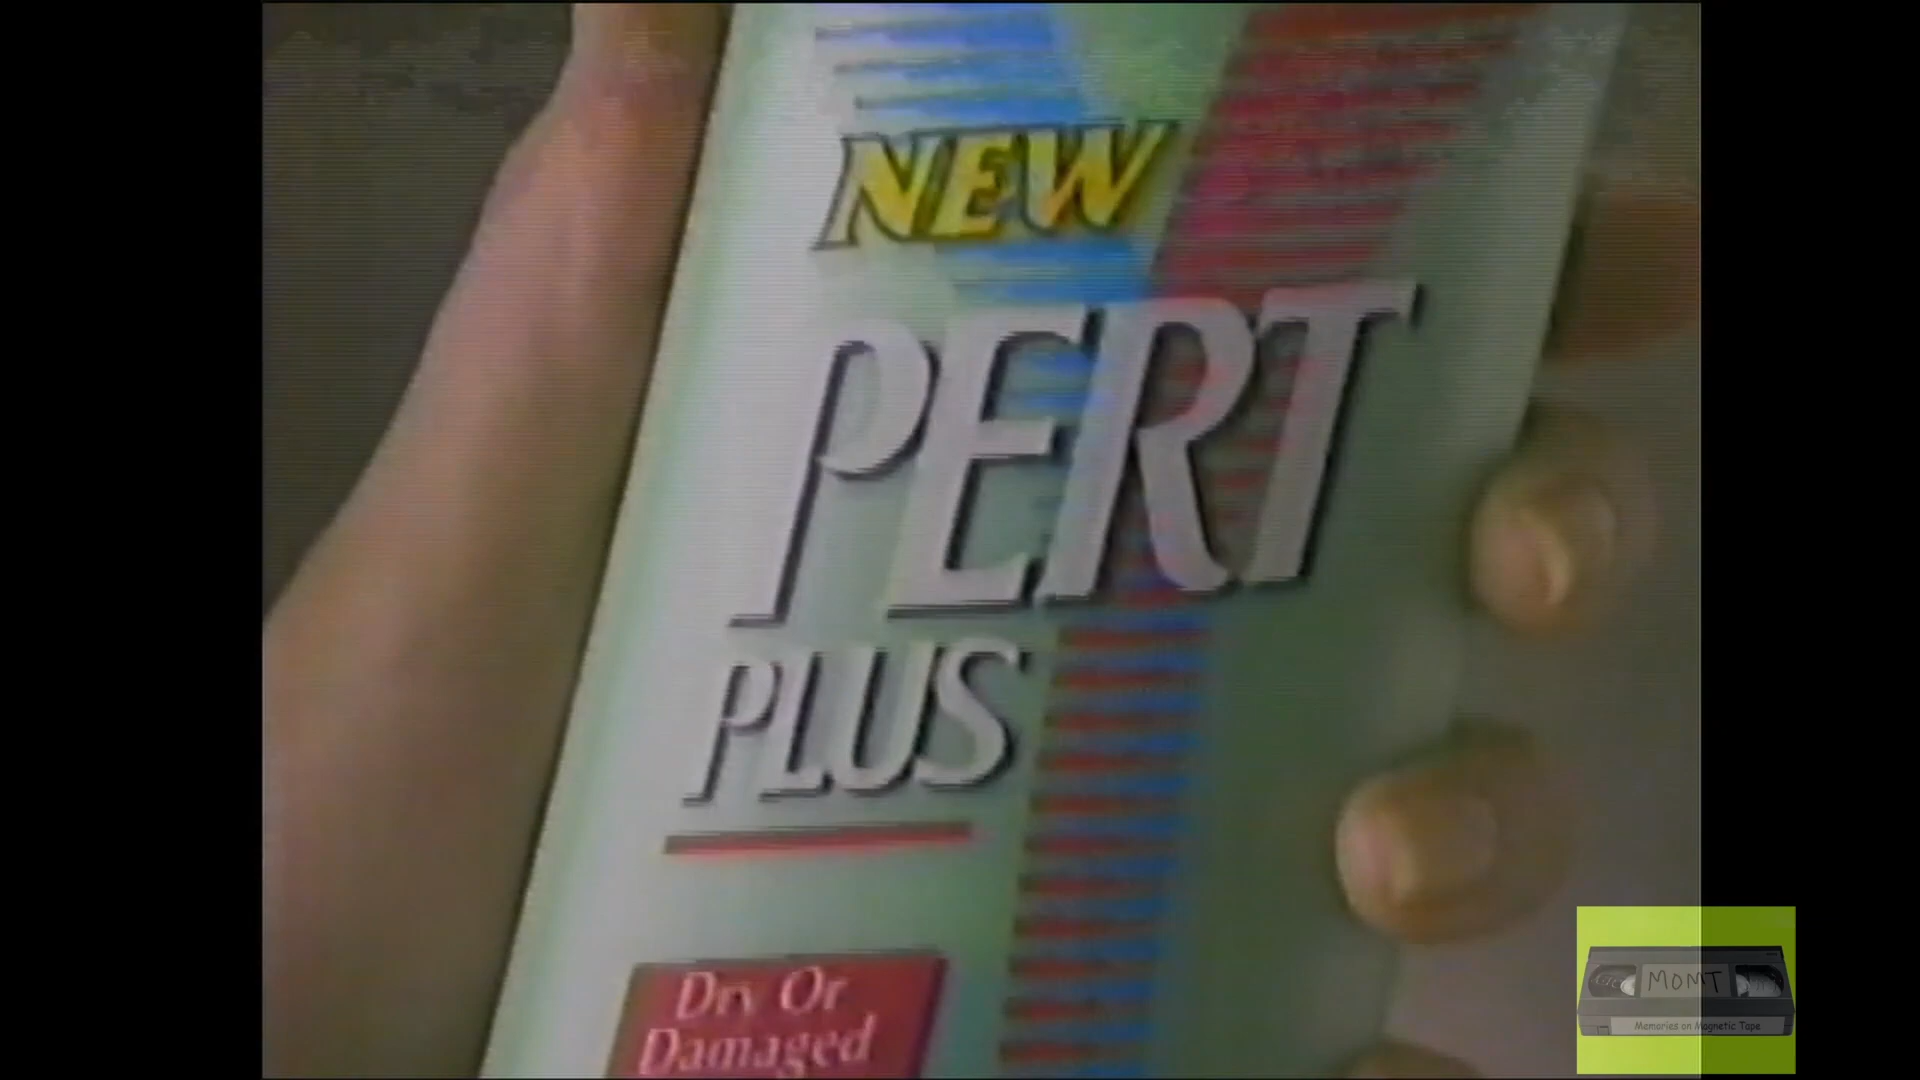 NEW
PERT
PLUS
Dry Or
Damaged
MOMT
Memories on Magnetic Tape